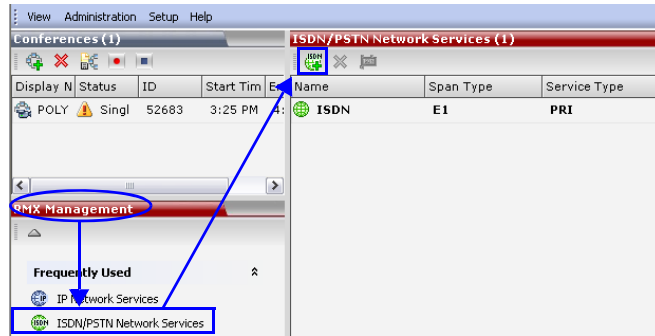 View Administration Setup Help
Conferences (1)
Display N Status ID Start Tim E
POLY Singl 52683 3:25 PM 4:
RMX Management
Frequently Used
IP Network Services
ISDN/PSTN Network Services
ISDN/PSTN Network Services (1)
Name Span Type Service Type
ISDN E1 PRI